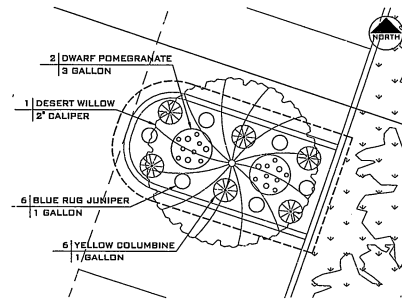 NORTH
2 DWARF POMEGRANATE
3 GALLON
1 DESERT WILLOW
2" CALIPER
6 BLUE RUG JUNIPER
1 GALLON
6 YELLOW COLUMBINE
1 GALLON